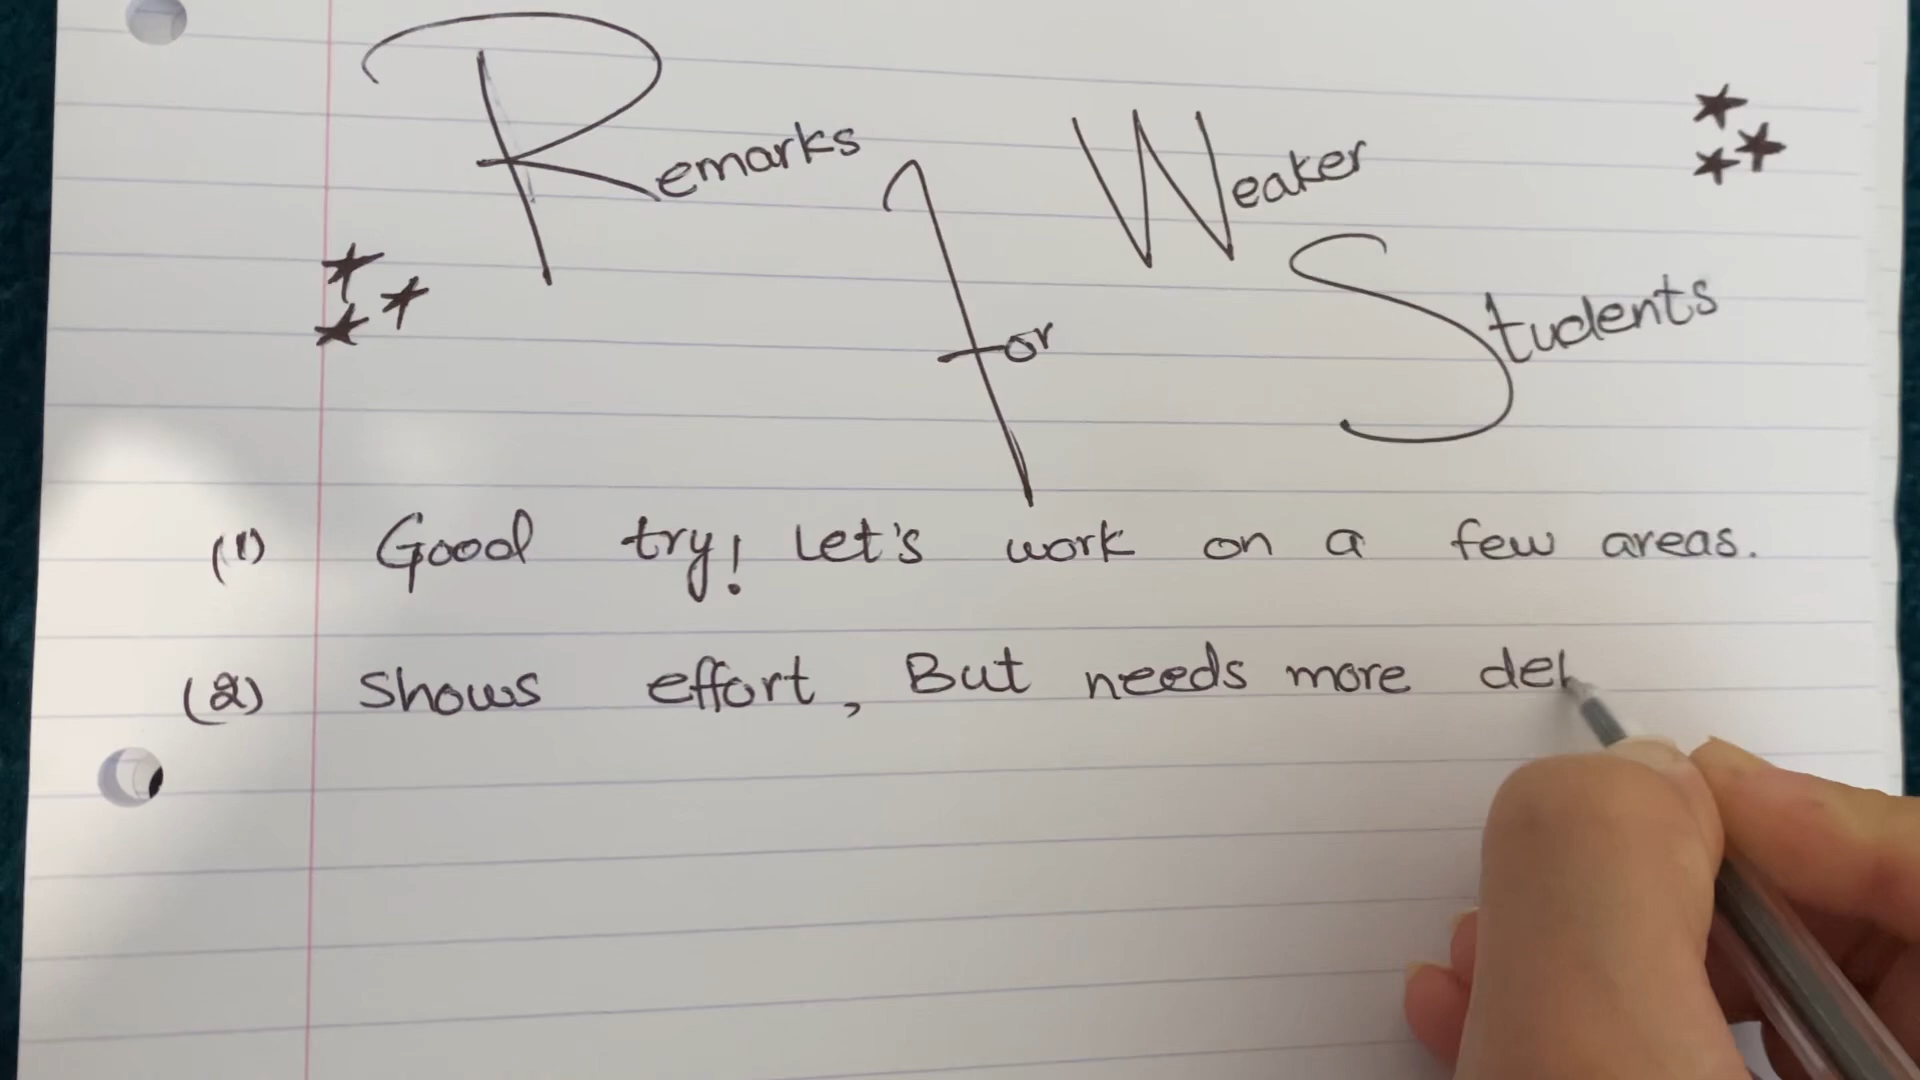 Remarks
for
Weaker
Students
(1) Good try! Let's work on a few areas.
(2) Shows effort, But needs more